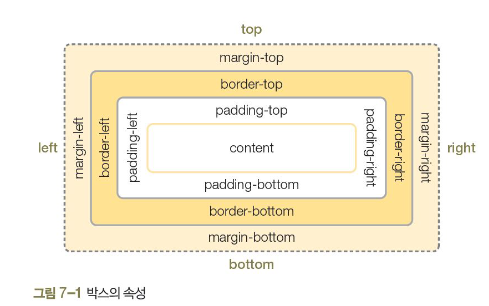 top
margin-top
border-top
padding-top
left
margin-left
border-left
padding-left
content
padding-right
border-right
margin-right
right
padding-bottom
border-bottom
margin-bottom
bottom
그림 7-1 박스의 속성